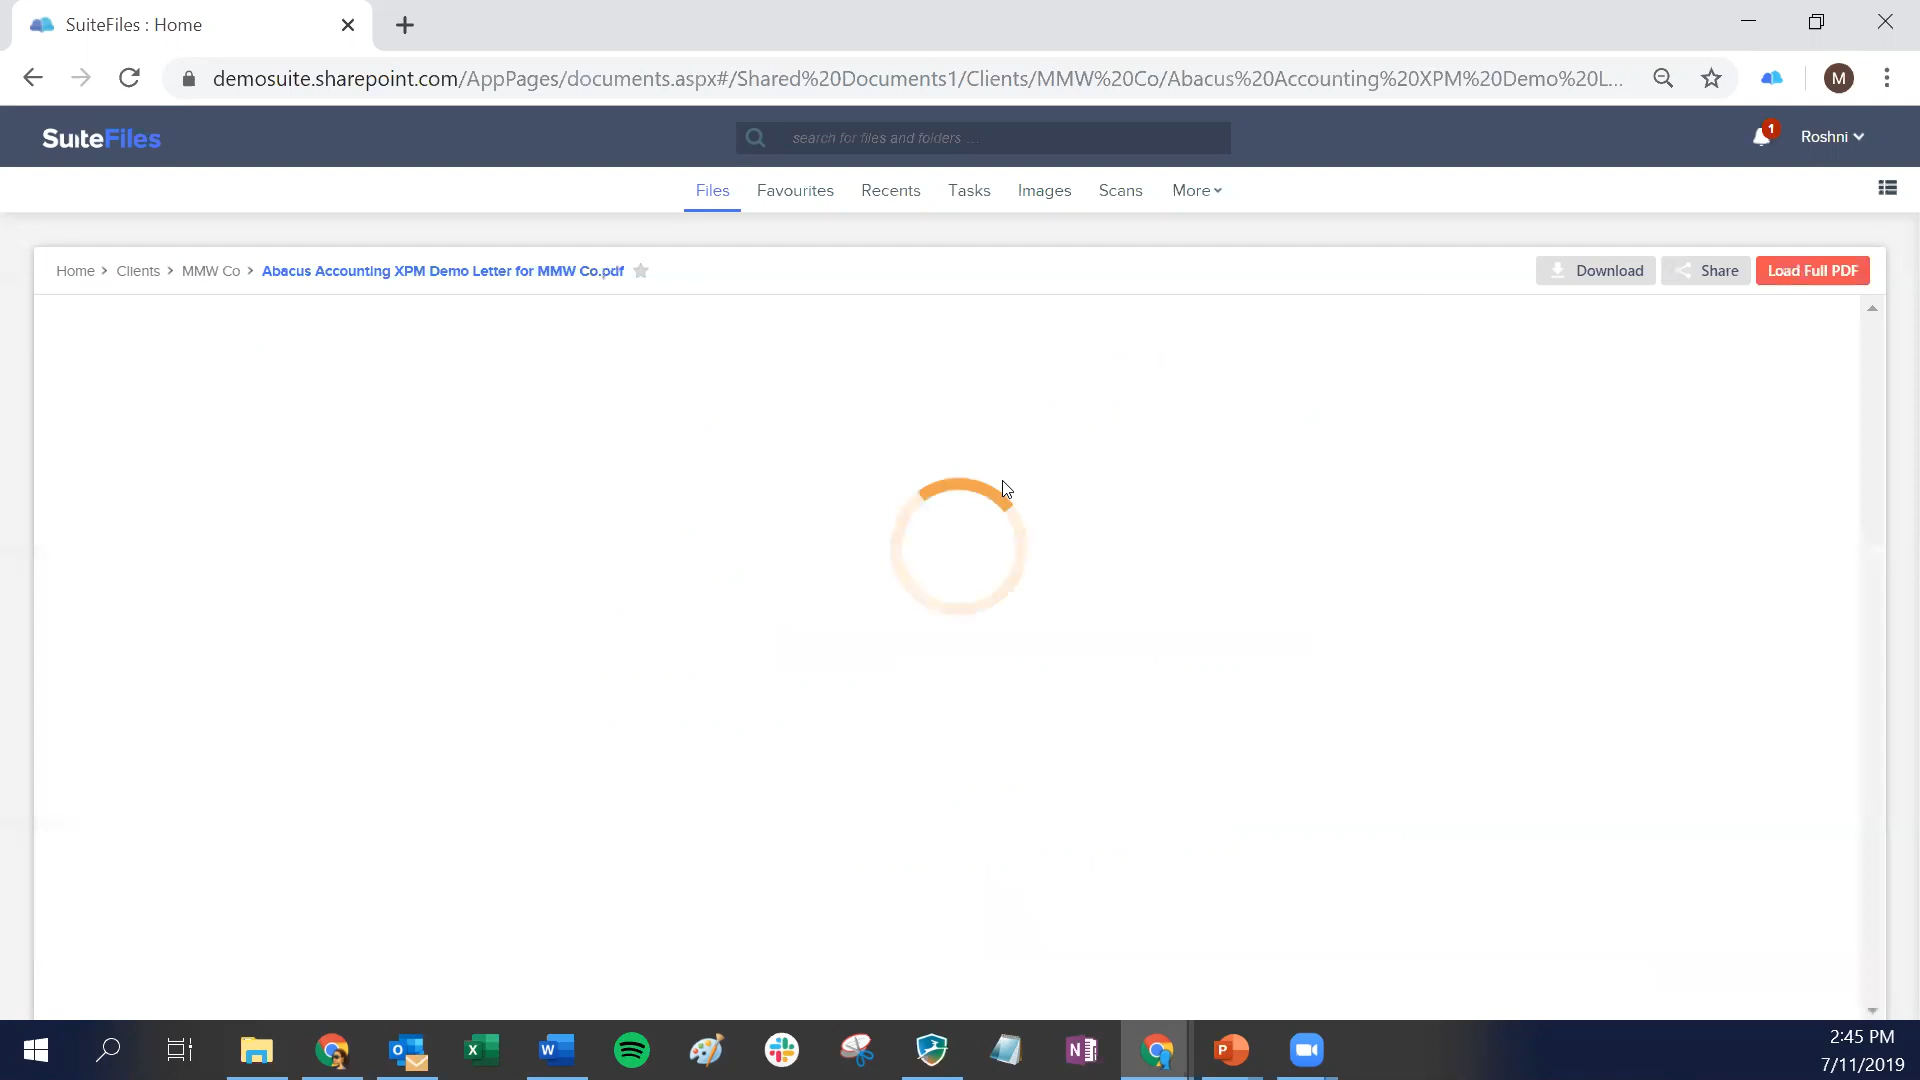 SuiteFiles : Home
demosuite.sharepoint.com/AppPages/documents.aspx#/Shared%20Documents1/Clients/MMW%20Co/Abacus%20Accounting%20XPM%20Demo%20L...
M
SuiteFiles
search for files and folders ...
1
Roshni
Files
Favourites
Recents
Tasks
Images
Scans
More
Home > Clients > MMW Co > Abacus Accounting XPM Demo Letter for MMW Co.pdf
Download
Share
Load Full PDF
2:45 PM
7/11/2019